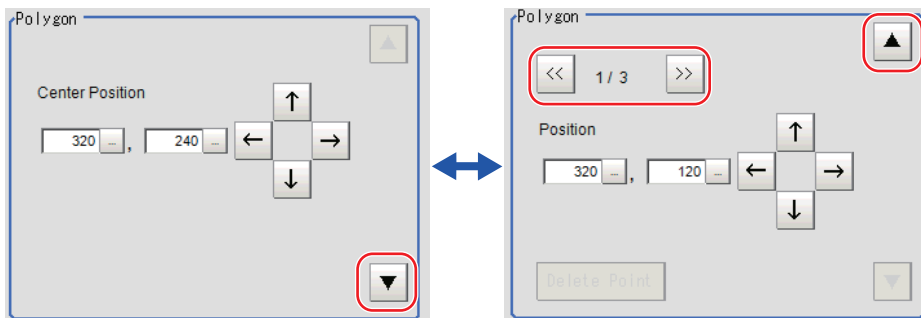 Polygon
▲
Center Position
↑
320 ... , 240 ... ← →
↓
▼
Polygon
▲
<< 1 / 3 >>
Position
↑
320 ... , 120 ... ← →
↓
Delete Point ▼